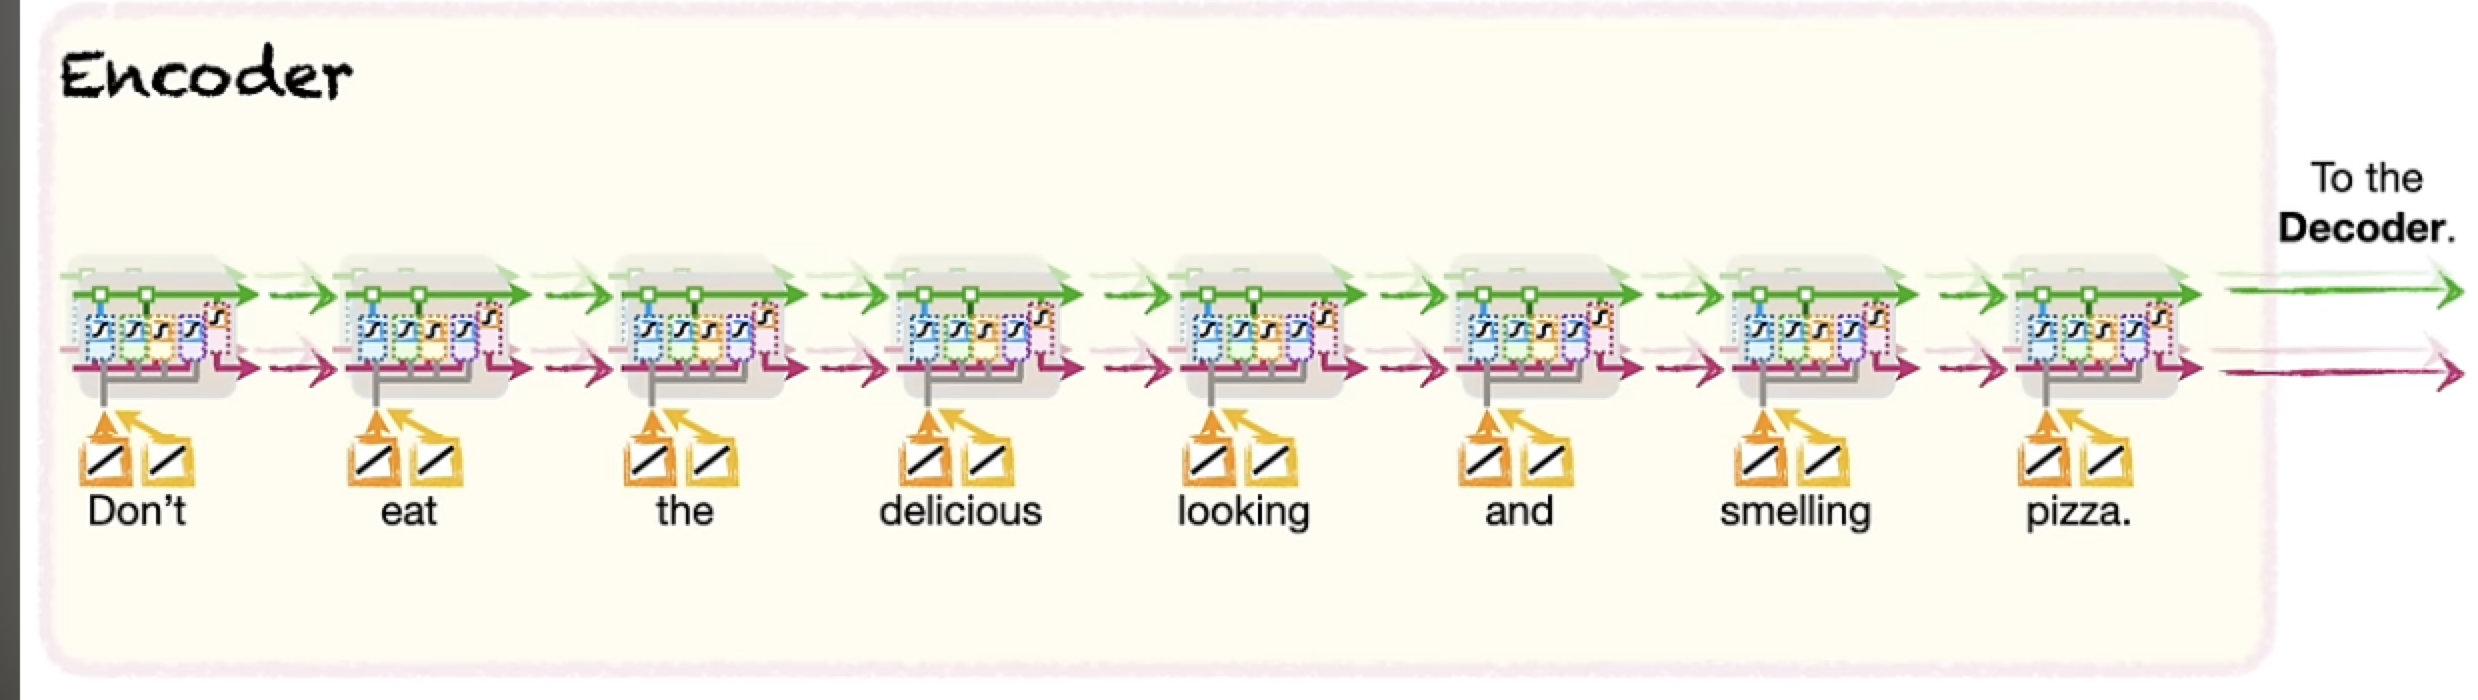 Encoder
To the
Decoder.
Don't eat the delicious looking and smelling pizza.